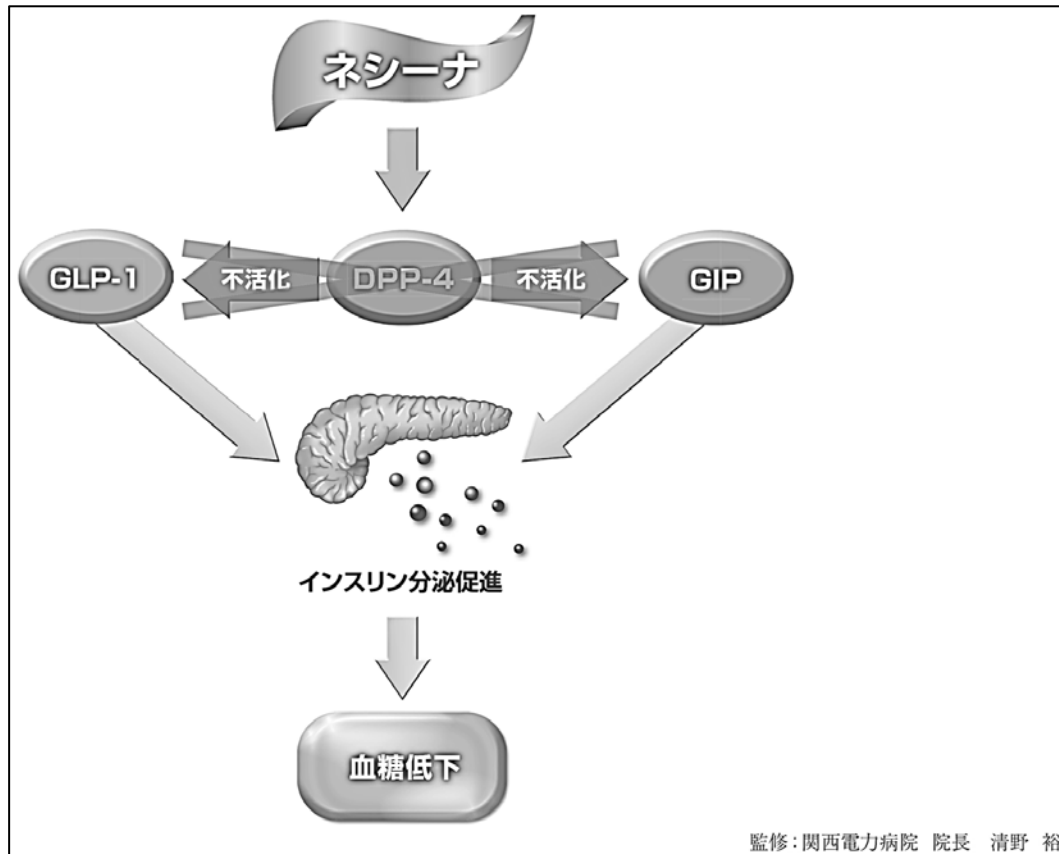 ネシーナ
GLP-1
不活化
DPP-4
不活化
GIP
インスリン分泌促進
血糖低下
監修：関西電力病院 院長 清野 裕